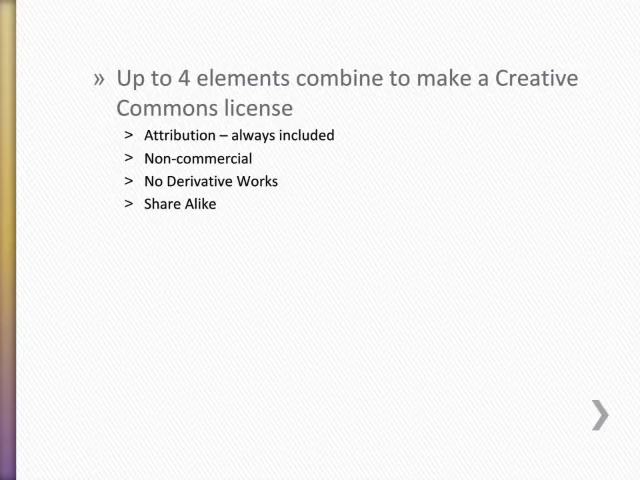 » Up to 4 elements combine to make a Creative
Commons license
> Attribution – always included
> Non-commercial
> No Derivative Works
> Share Alike